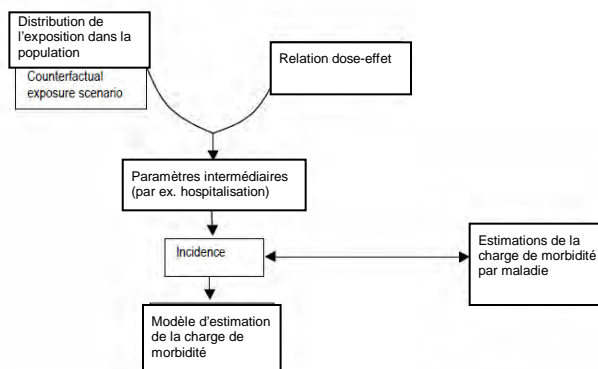 Distribution de
l'exposition dans la
population
Counterfactual
exposure scenario
Relation dose-effet
Paramètres intermédiaires
(par ex. hospitalisation)
Incidence
Estimations de la
charge de morbidité
par maladie
Modèle d'estimation
de la charge de
morbidité